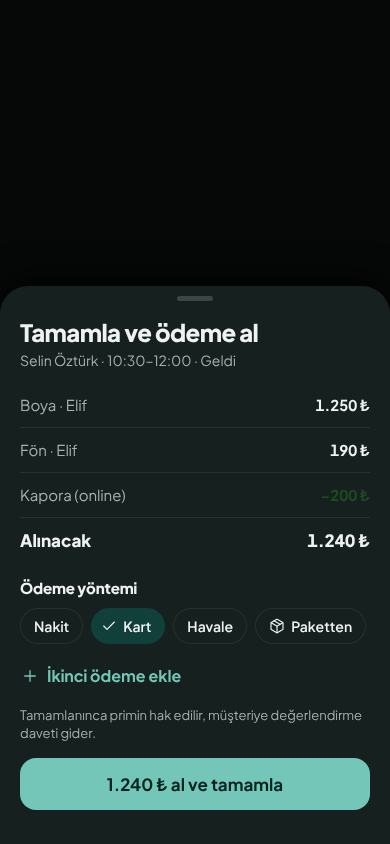 Tamamla ve ödeme al
Selin Öztürk · 10:30–12:00 · Geldi
Boya · Elif 1.250 ₺
Fön · Elif 190 ₺
Kapora (online) −200 ₺
Alınacak 1.240 ₺
Ödeme yöntemi
Nakit Kart Havale Paketten
İkinci ödeme ekle
Tamamlanınca primin hak edilir, müşteriye değerlendirme
daveti gider.
1.240 ₺ al ve tamamla